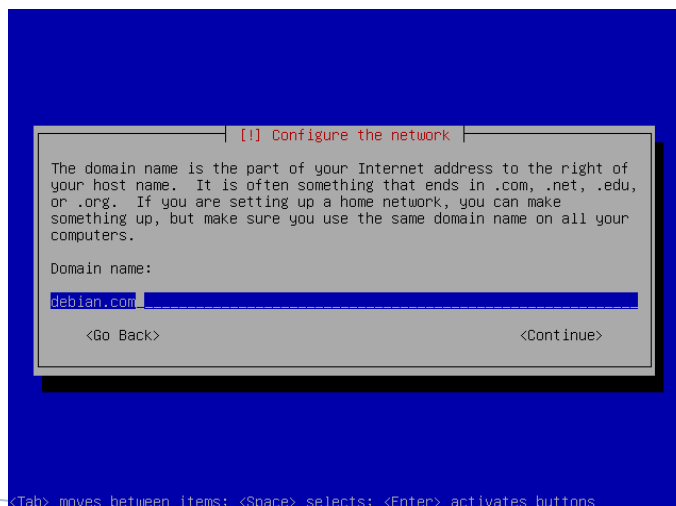 [!] Configure the network
The domain name is the part of your Internet address to the right of
your host name.  It is often something that ends in .com, .net, .edu,
or .org.  If you are setting up a home network, you can make
something up, but make sure you use the same domain name on all your
computers.
Domain name:
debian.com
<Go Back> <Continue>
<Tab> moves between items; <Space> selects; <Enter> activates buttons